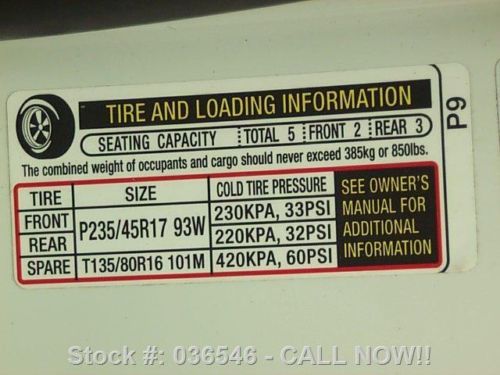 TIRE AND LOADING INFORMATION
SEATING CAPACITY TOTAL 5 FRONT 2 REAR 3
The combined weight of occupants and cargo should never exceed 385kg or 850lbs.
TIRE SIZE COLD TIRE PRESSURE
FRONT P235/45R17 93W 230KPA, 33PSI
REAR 220KPA, 32PSI
SPARE T135/80R16 101M 420KPA, 60PSI
SEE OWNER'S
MANUAL FOR
ADDITIONAL
INFORMATION
P9
Stock #: 036546 - CALL NOW!!